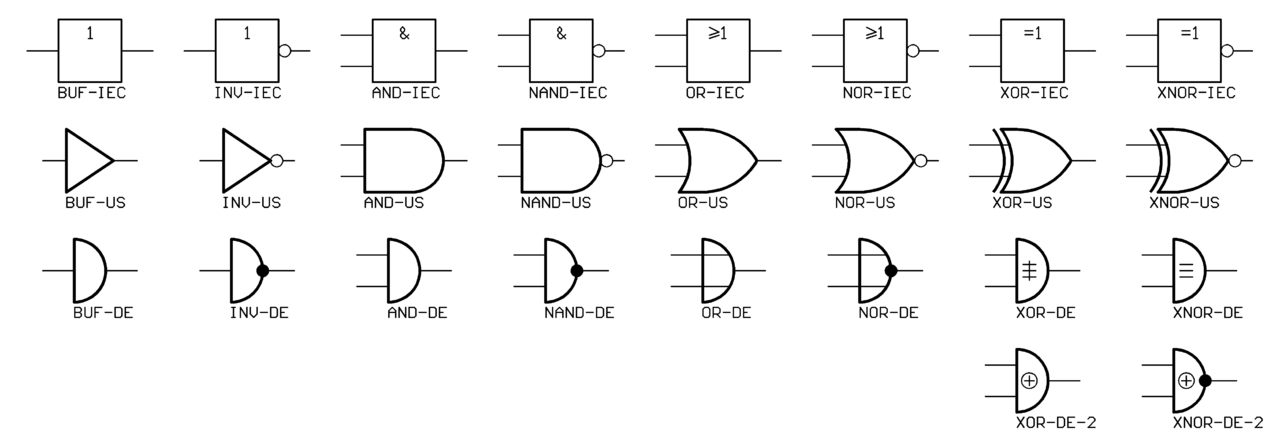 1 1 & & ≥1 ≥1 =1 =1
BUF-IEC INV-IEC AND-IEC NAND-IEC OR-IEC NOR-IEC XOR-IEC XNOR-IEC
BUF-US INV-US AND-US NAND-US OR-US NOR-US XOR-US XNOR-US
BUF-DE INV-DE AND-DE NAND-DE OR-DE NOR-DE XOR-DE XNOR-DE
XOR-DE-2 XNOR-DE-2